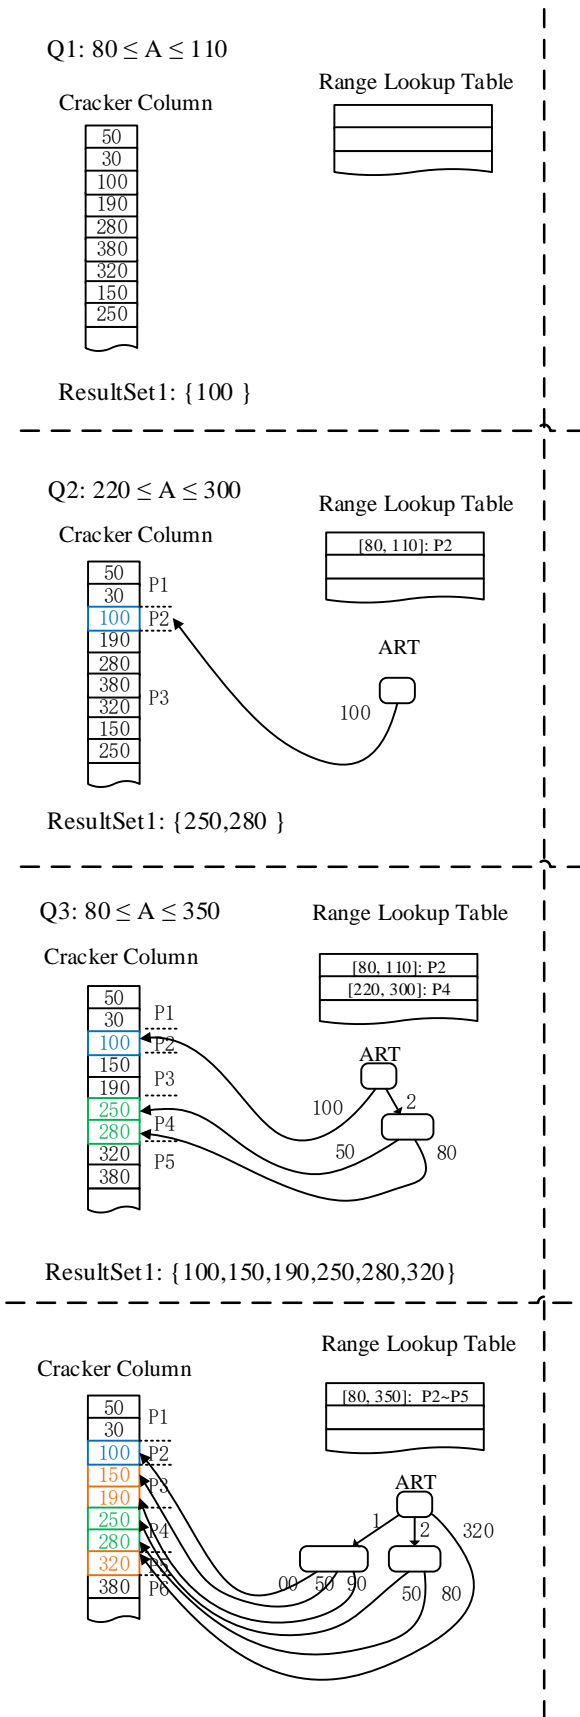 Q1: 80 ≤ A ≤ 110
Range Lookup Table
Cracker Column
50
30
100
190
280
380
320
150
250
ResultSet1: {100 }
Q2: 220 ≤ A ≤ 300
Range Lookup Table
Cracker Column
[80, 110]: P2
50
30
100
190
280
380
320
150
250
P1
P2
P3
ART
100
ResultSet1: {250,280 }
Q3: 80 ≤ A ≤ 350
Range Lookup Table
Cracker Column
[80, 110]: P2
[220, 300]: P4
50
30
100
150
190
250
280
320
380
P1
P2
P3
P4
P5
ART
100
2
50
80
ResultSet1: {100,150,190,250,280,320}
Range Lookup Table
Cracker Column
[80, 350]: P2~P5
50
30
100
150
190
250
280
320
380
P1
P2
P3
P4
P5
P6
ART
1
2
320
00
50
90
50
80